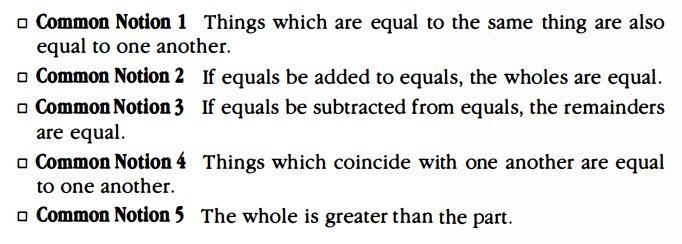 □ Common Notion 1 Things which are equal to the same thing are also
equal to one another.
□ Common Notion 2 If equals be added to equals, the wholes are equal.
□ Common Notion 3 If equals be subtracted from equals, the remainders
are equal.
□ Common Notion 4 Things which coincide with one another are equal
to one another.
□ Common Notion 5 The whole is greater than the part.